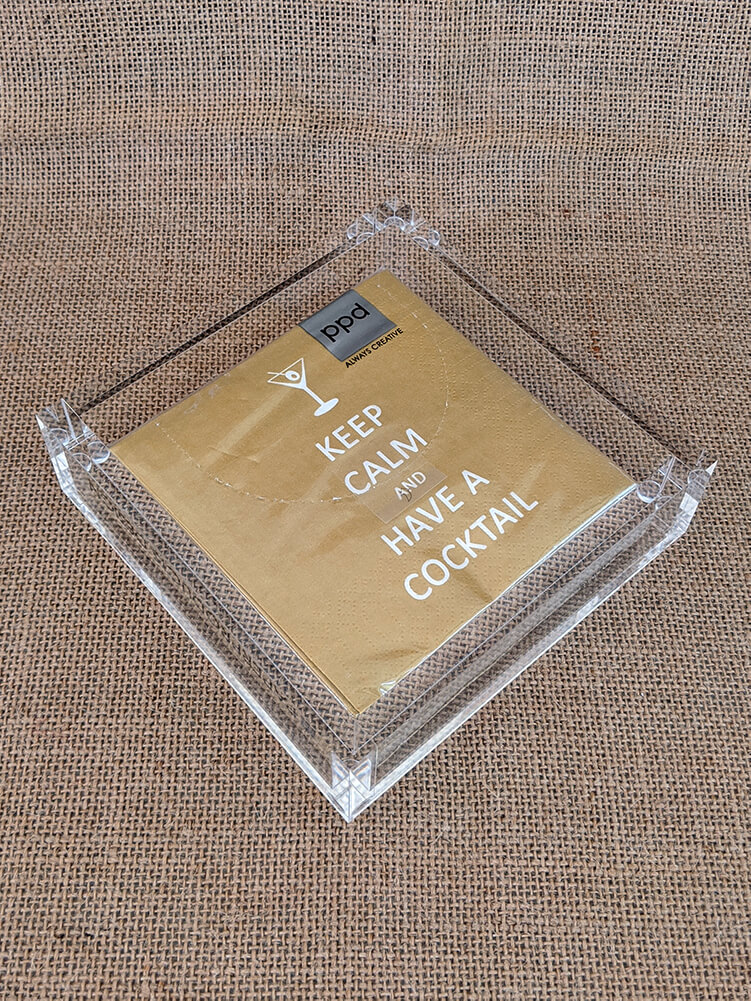 ppd
ALWAYS CREATIVE
KEEP
CALM
AND
HAVE A
COCKTAIL